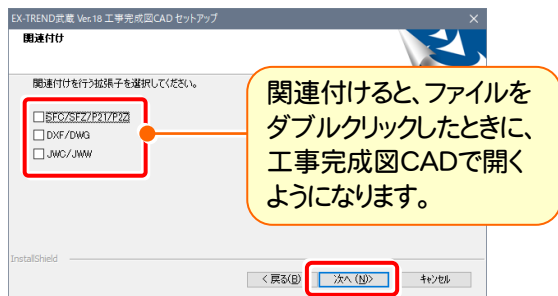 EX-TREND武蔵 Ver.18 工事完成図CAD セットアップ
関連付け
関連付けを行う拡張子を選択してください。
SFC/SFZ/P21/P2Z
DXF/DWG
JWC/JWW
関連付けると、ファイルを
ダブルクリックしたときに、
工事完成図CADで開く
ようになります。
InstallShield
< 戻る(B)
次へ (N)>
キャンセル